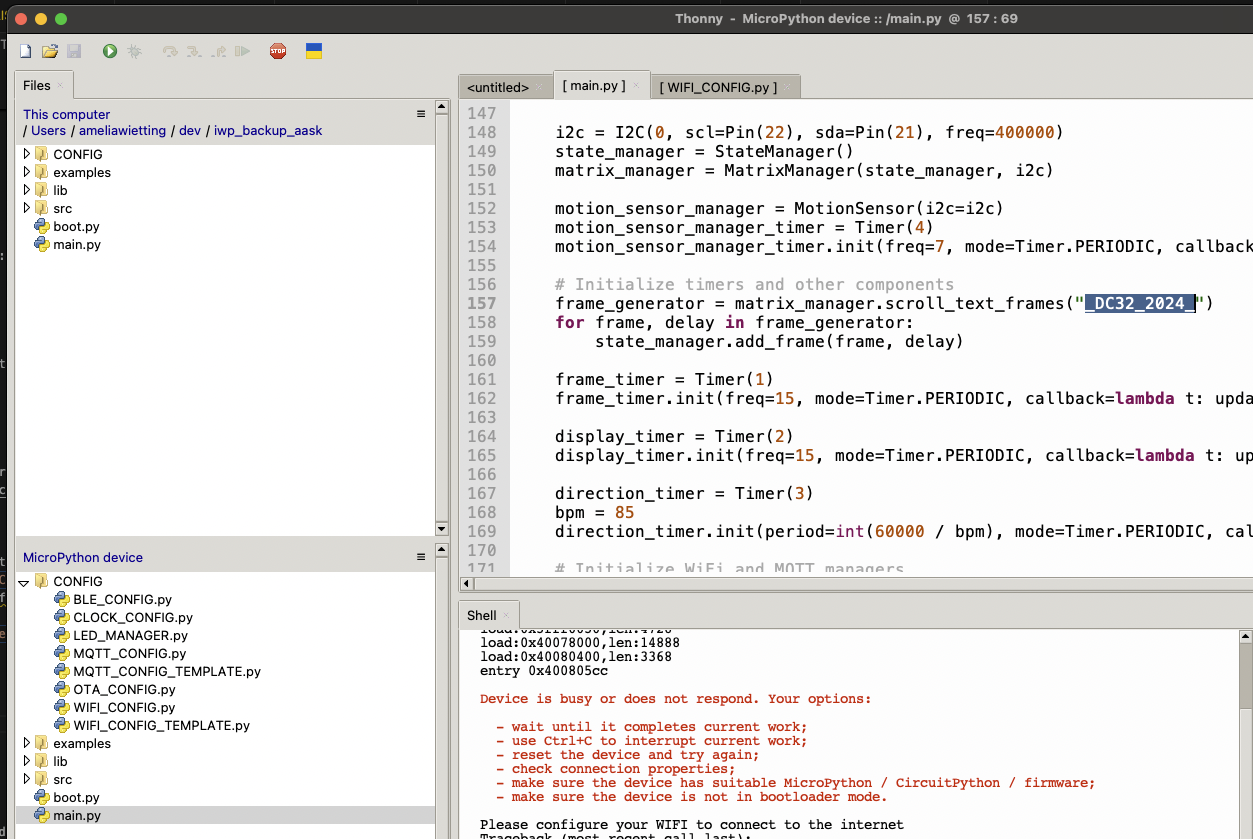 Thonny - MicroPython device :: /main.py @ 157 : 69
STOP
Files
This computer
/ Users / ameliawietting / dev / iwp_backup_aask
CONFIG
examples
lib
src
boot.py
main.py
MicroPython device
CONFIG
BLE_CONFIG.py
CLOCK_CONFIG.py
LED_MANAGER.py
MQTT_CONFIG.py
MQTT_CONFIG_TEMPLATE.py
OTA_CONFIG.py
WIFI_CONFIG.py
WIFI_CONFIG_TEMPLATE.py
examples
lib
src
boot.py
main.py
<untitled> [ main.py ] [ WIFI_CONFIG.py ]
147
148 i2c = I2C(0, scl=Pin(22), sda=Pin(21), freq=400000)
149 state_manager = StateManager()
150 matrix_manager = MatrixManager(state_manager, i2c)
151
152 motion_sensor_manager = MotionSensor(i2c=i2c)
153 motion_sensor_manager_timer = Timer(4)
154 motion_sensor_manager_timer.init(freq=7, mode=Timer.PERIODIC, callback
155
156 # Initialize timers and other components
157 frame_generator = matrix_manager.scroll_text_frames("_DC32_2024_")
158 for frame, delay in frame_generator:
159 state_manager.add_frame(frame, delay)
160
161 frame_timer = Timer(1)
162 frame_timer.init(freq=15, mode=Timer.PERIODIC, callback=lambda t: upda
163
164 display_timer = Timer(2)
165 display_timer.init(freq=15, mode=Timer.PERIODIC, callback=lambda t: up
166
167 direction_timer = Timer(3)
168 bpm = 85
169 direction_timer.init(period=int(60000 / bpm), mode=Timer.PERIODIC, cal
170
171 # Initialize WiFi and MQTT managers
Shell
load:0x40078000,len:14888
load:0x40080400,len:3368
entry 0x400805cc
Device is busy or does not respond. Your options:
- wait until it completes current work;
- use Ctrl+C to interrupt current work;
- reset the device and try again;
- check connection properties;
- make sure the device has suitable MicroPython / CircuitPython / firmware;
- make sure the device is not in bootloader mode.
Please configure your WIFI to connect to the internet
Traceback (most recent call last):